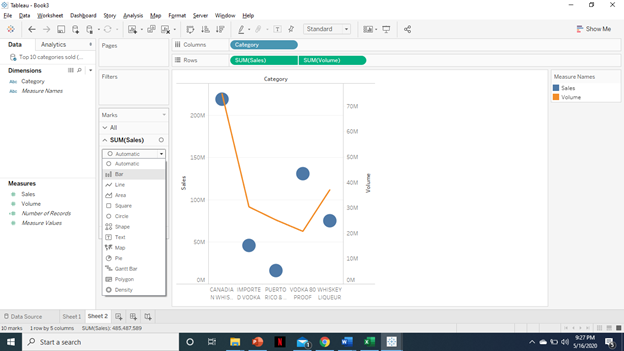 Tableau - Book3
File Data Worksheet Dashboard Story Analysis Map Format Server Window Help
Standard
Show Me
Data Analytics
Pages
Columns Category
Rows SUM(Sales) SUM(Volume)
Top 10 categories sold (...
Dimensions
Abc Category
Abc Measure Names
Filters
Marks
All
SUM(Sales)
Automatic
Automatic
Bar
Line
Area
Square
Circle
Shape
Text
Map
Pie
Gantt Bar
Polygon
Density
Measures
Sales
Volume
Number of Records
Measure Values
Category
Sales
200M
150M
100M
50M
0M
Volume
70M
60M
50M
40M
30M
20M
10M
0M
CANADIA IMPORTE PUERTO VODKA 80 WHISKEY
N WHIS... D VODKA RICO &... PROOF LIQUEUR
Measure Names
Sales
Volume
Data Source Sheet 1 Sheet 2
10 marks 1 row by 5 columns SUM(Sales): 485,487,589
Start a search
9:27 PM
5/16/2020